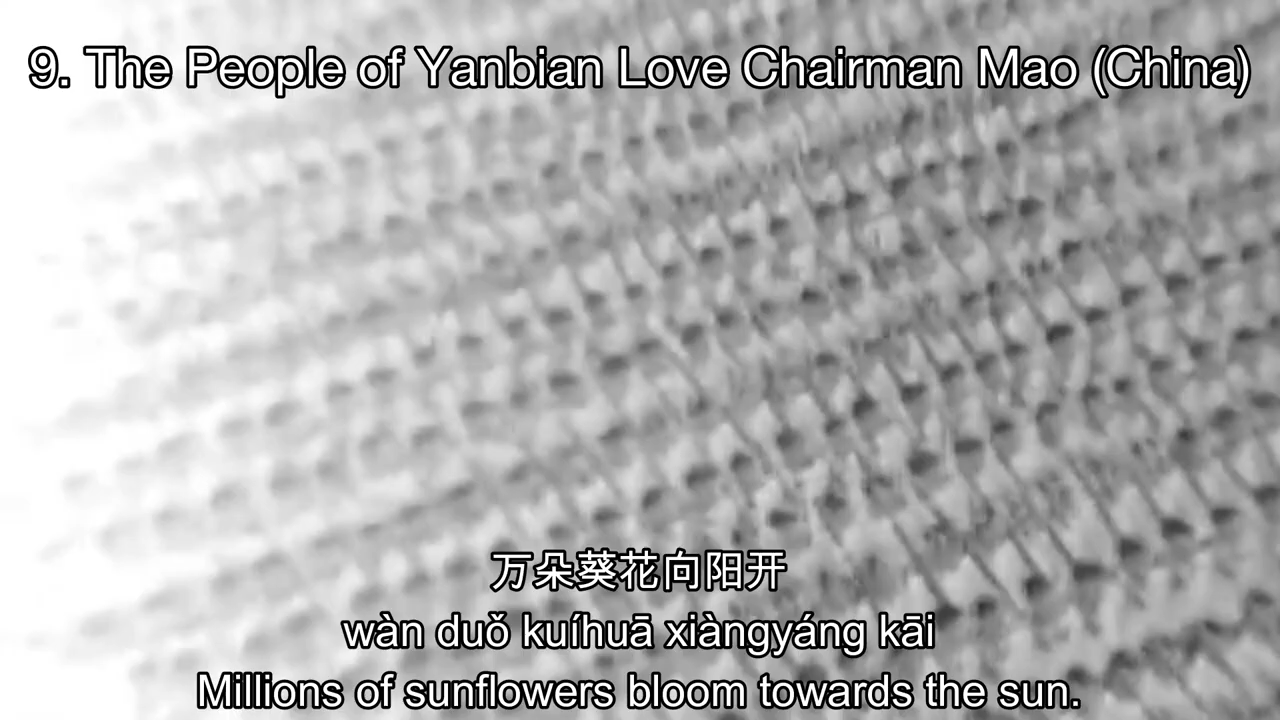 9. The People of Yanbian Love Chairman Mao (China)
万朵葵花向阳开
wàn duǒ kuíhuā xiàngyáng kāi
Millions of sunflowers bloom towards the sun.